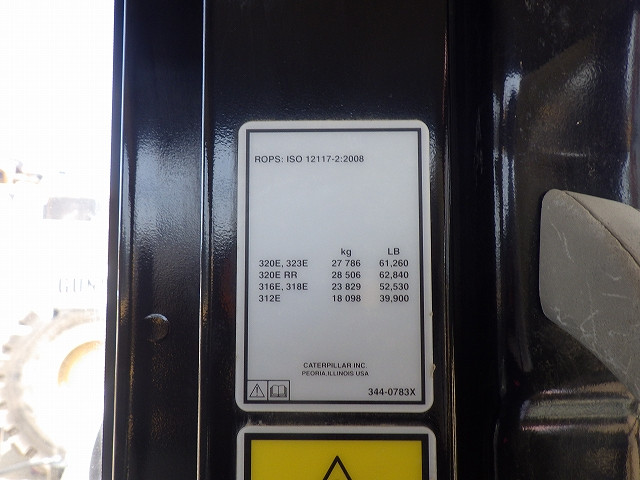 ROPS: ISO 12117-2:2008
kg LB
320E, 323E 27 786 61,260
320E RR 28 506 62,840
316E, 318E 23 829 52,530
312E 18 098 39,900
CATERPILLAR INC.
PEORIA,ILLINOIS USA
344-0783X